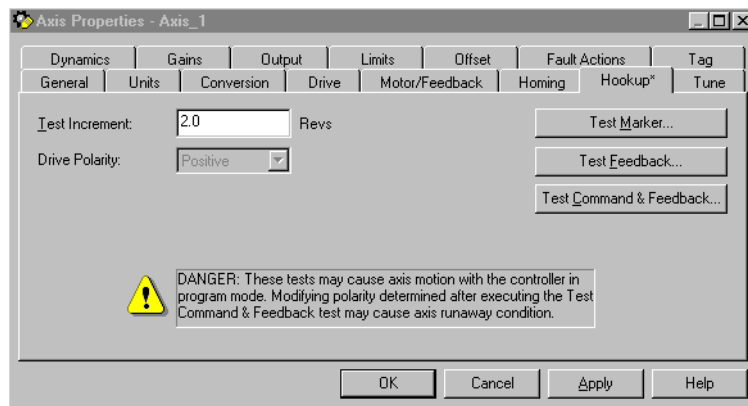 Axis Properties - Axis_1
Dynamics Gains Output Limits Offset Fault Actions Tag
General Units Conversion Drive Motor/Feedback Homing Hookup* Tune
Test Increment: 2.0 Revs Test Marker...
Drive Polarity: Positive Test Feedback...
Test Command & Feedback...
DANGER: These tests may cause axis motion with the controller in
program mode. Modifying polarity determined after executing the Test
Command & Feedback test may cause axis runaway condition.
OK Cancel Apply Help